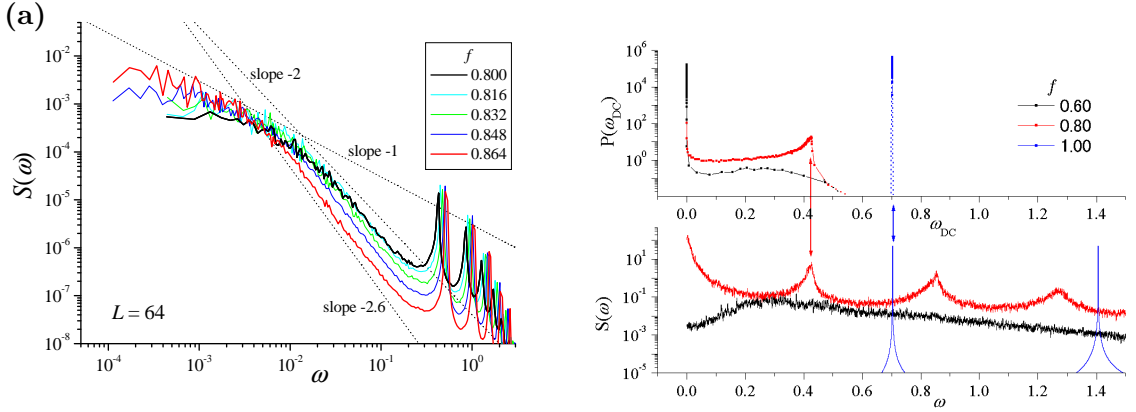 (a)
10⁻²
10⁻³
10⁻⁴
10⁻⁵
10⁻⁶
10⁻⁷
10⁻⁸
S(ω)
slope -2
slope -1
slope -2.6
f
0.800
0.816
0.832
0.848
0.864
L = 64
10⁻⁴ 10⁻³ 10⁻² 10⁻¹ 10⁰
ω
10⁶
10⁴
10²
10⁰
P(ω_DC)
f
0.60
0.80
1.00
0.0 0.2 0.4 0.6 0.8 1.0 1.2 1.4
ω_DC
10¹
10⁻¹
10⁻³
10⁻⁵
S(ω)
0.0 0.2 0.4 0.6 0.8 1.0 1.2 1.4
ω